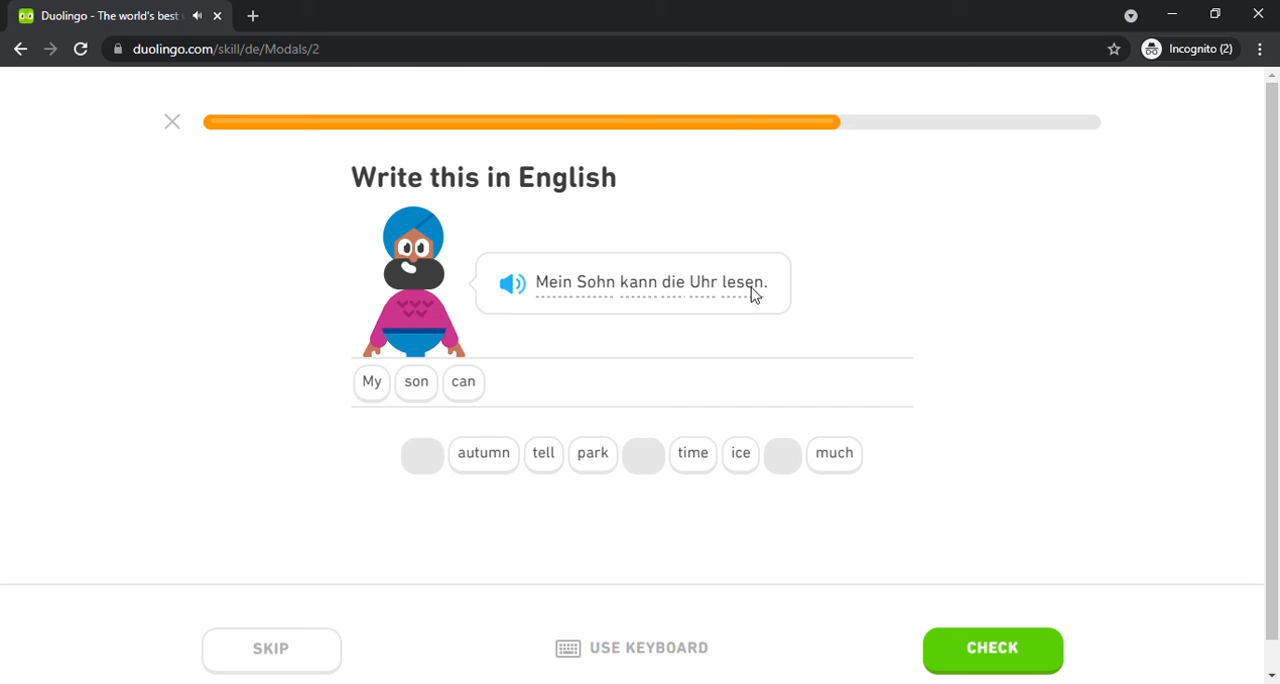 Duolingo - The world's best
duolingo.com/skill/de/Modals/2
Incognito (2)
Write this in English
Mein Sohn kann die Uhr lesen.
My son can
autumn tell park time ice much
SKIP
USE KEYBOARD
CHECK